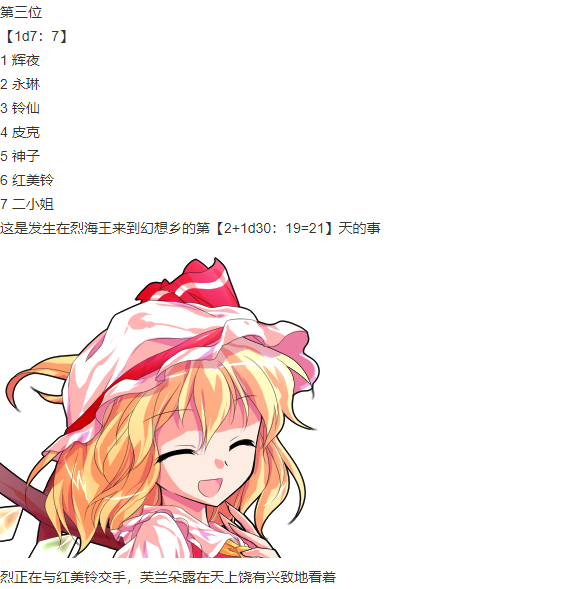 第三位
【1d7：7】
1 辉夜
2 永琳
3 铃仙
4 皮克
5 神子
6 红美铃
7 二小姐
这是发生在烈海王来到幻想乡的第【2+1d30：19=21】天的事
烈正在与红美铃交手，芙兰朵露在天上饶有兴致地看着